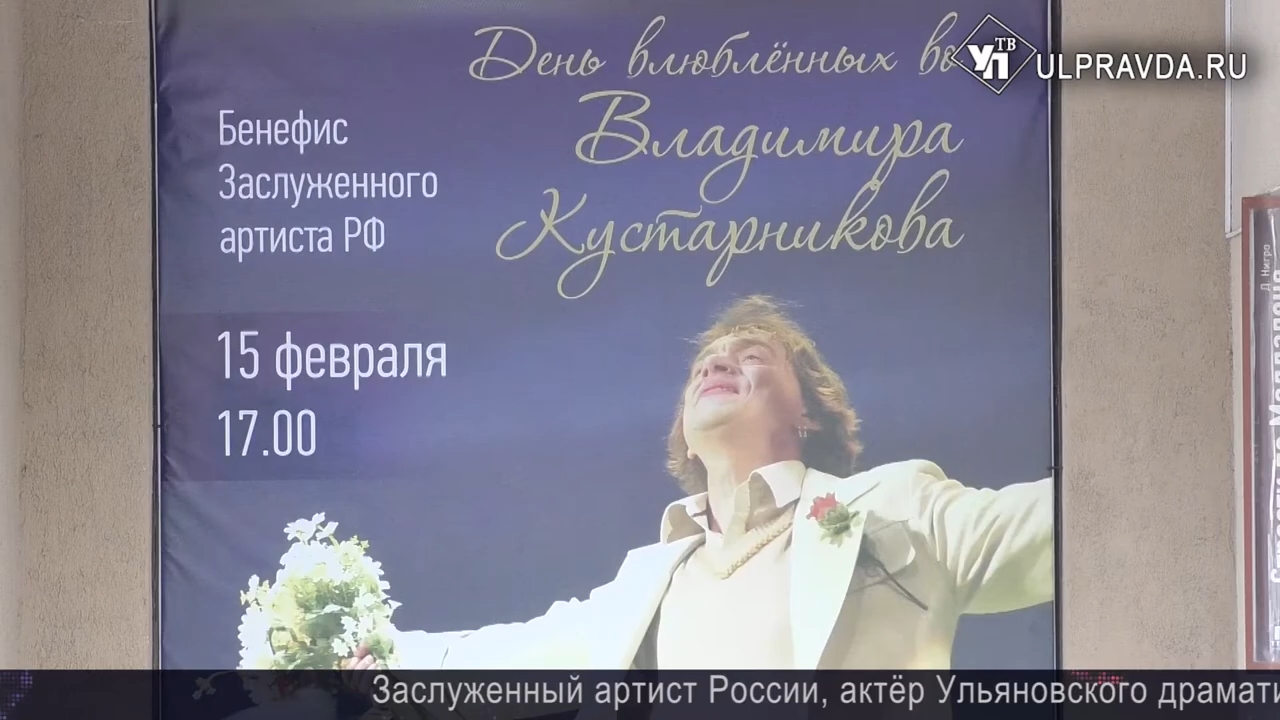 День влюблённых
Владимира
Кустарникова
Бенефис
Заслуженного
артиста РФ
15 февраля
17.00
УП ТВ
ULPRAVDA.RU
Д. Нигро
Заслуженный артист России, актёр Ульяновского